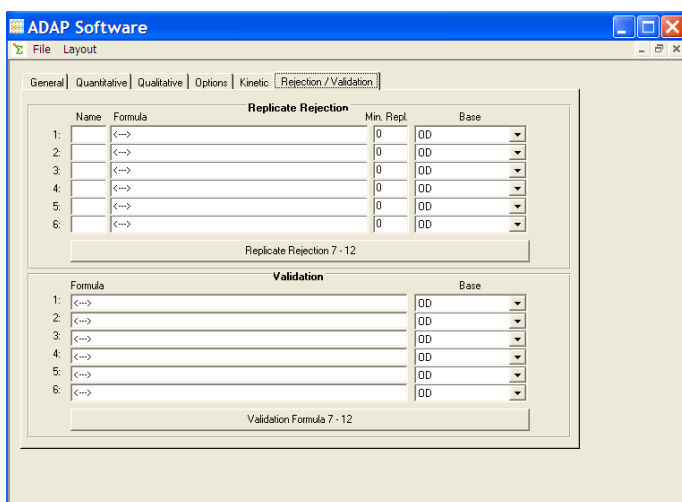 ADAP Software
File Layout
General Quantitative Qualitative Options Kinetic Rejection / Validation
Replicate Rejection
Name Formula Min. Repl. Base
1: <---> 0 OD
2: <---> 0 OD
3: <---> 0 OD
4: <---> 0 OD
5: <---> 0 OD
6: <---> 0 OD
Replicate Rejection 7 - 12
Validation
Formula Base
1: <---> OD
2: <---> OD
3: <---> OD
4: <---> OD
5: <---> OD
6: <---> OD
Validation Formula 7 - 12